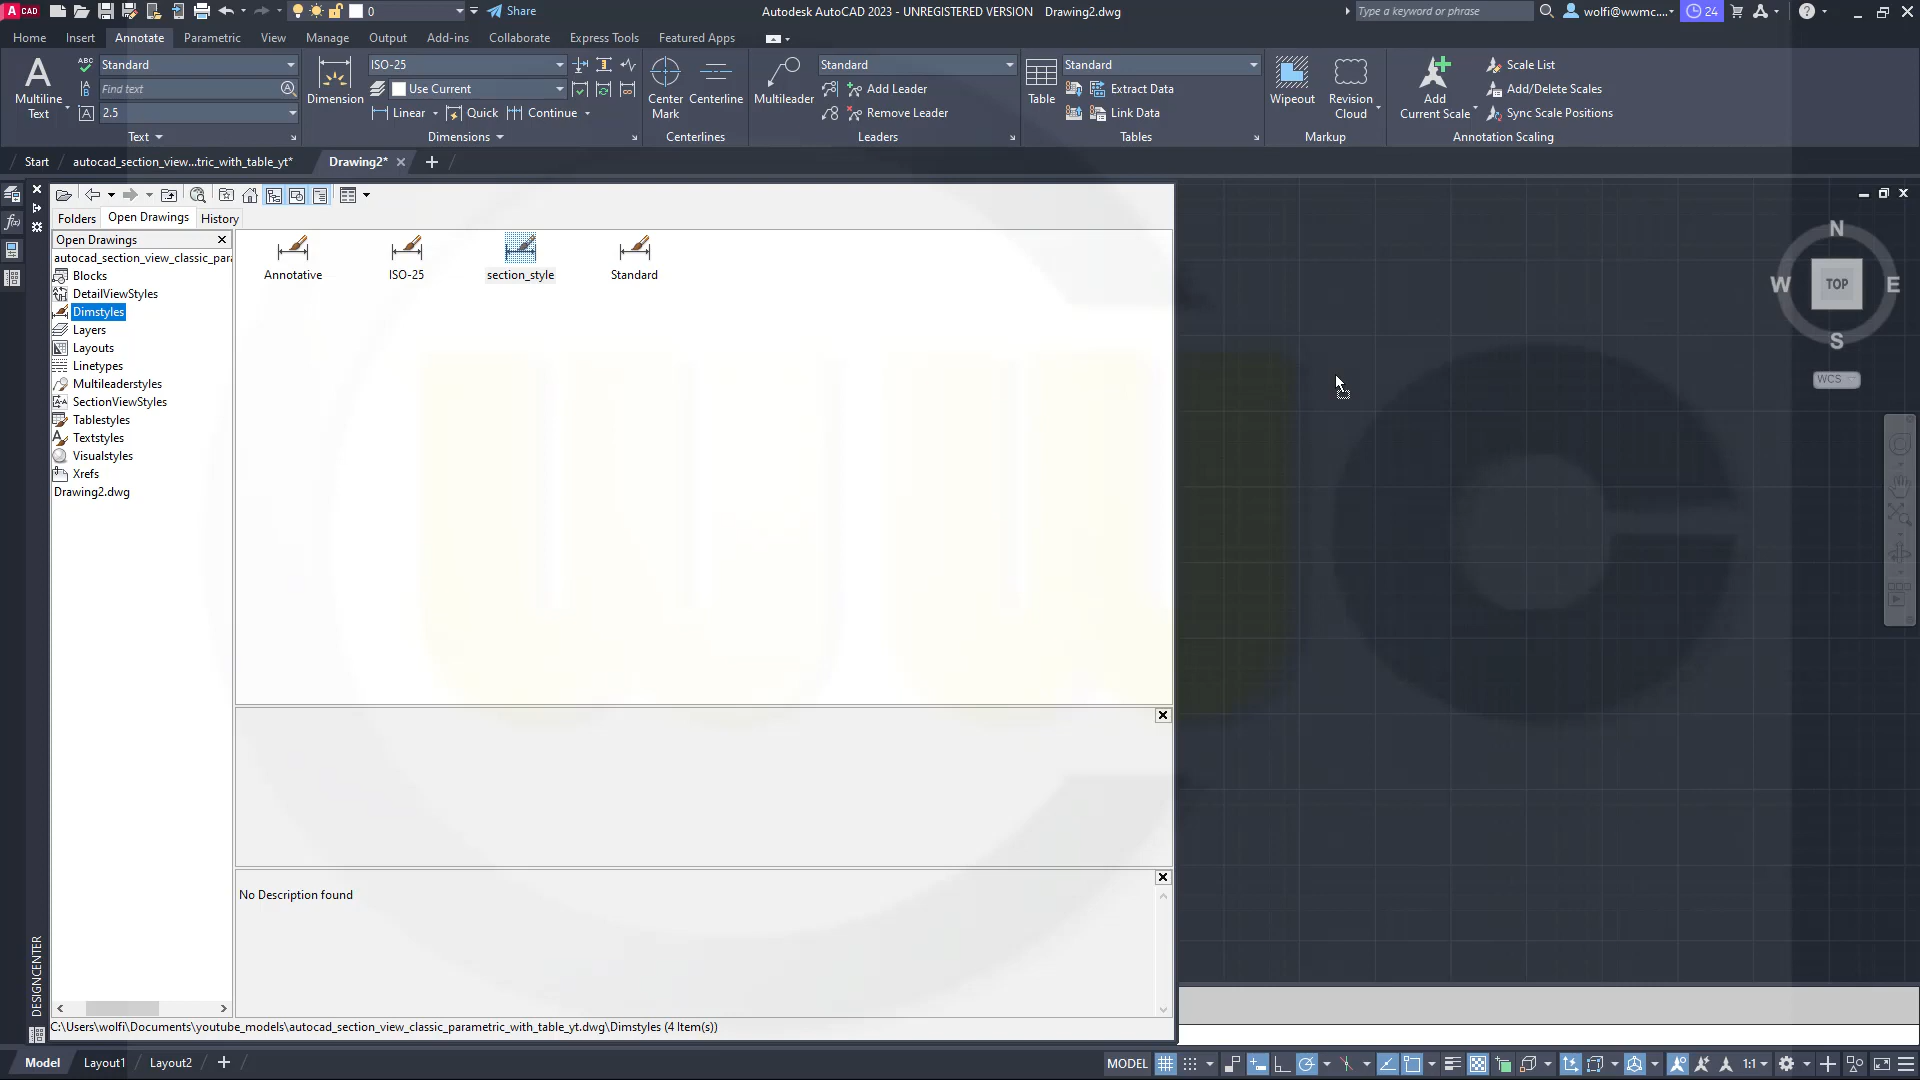 A CAD
0
Share
Autodesk AutoCAD 2023 - UNREGISTERED VERSION Drawing2.dwg
Type a keyword or phrase
wolfi@wwmc....
24
Home Insert Annotate Parametric View Manage Output Add-ins Collaborate Express Tools Featured Apps
A
Multiline
Text
ABC
Standard
Find text
2.5
Text
Dimension
ISO-25
Use Current
Linear
Quick
Continue
Dimensions
Center
Mark
Centerline
Centerlines
Multileader
Standard
Add Leader
Remove Leader
Leaders
Table
Standard
Extract Data
Link Data
Tables
Wipeout
Revision
Cloud
Markup
Add
Current Scale
Scale List
Add/Delete Scales
Sync Scale Positions
Annotation Scaling
Start
autocad_section_view...tric_with_table_yt*
Drawing2*
Folders Open Drawings History
Open Drawings
autocad_section_view_classic_par
Blocks
DetailViewStyles
Dimstyles
Layers
Layouts
Linetypes
Multileaderstyles
SectionViewStyles
Tablestyles
Textstyles
Visualstyles
Xrefs
Drawing2.dwg
Annotative ISO-25 section_style Standard
No Description found
DESIGNCENTER
C:\Users\wolfi\Documents\youtube_models\autocad_section_view_classic_parametric_with_table_yt.dwg\Dimstyles (4 Item(s))
N
W TOP E
S
WCS
Model Layout1 Layout2
MODEL
1:1